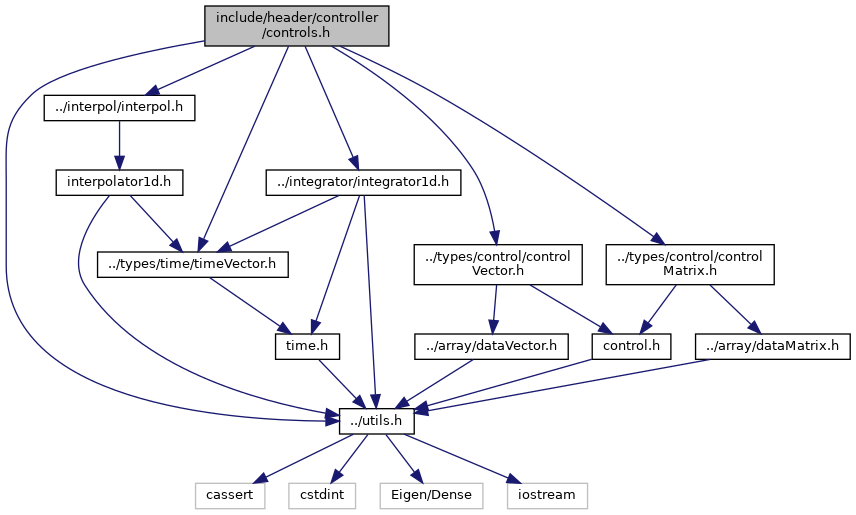 include/header/controller
/controls.h
../interpol/interpol.h
interpolator1d.h
../integrator/integrator1d.h
../types/time/timeVector.h
../types/control/control
Vector.h
../types/control/control
Matrix.h
time.h
../array/dataVector.h
control.h
../array/dataMatrix.h
../utils.h
cassert
cstdint
Eigen/Dense
iostream